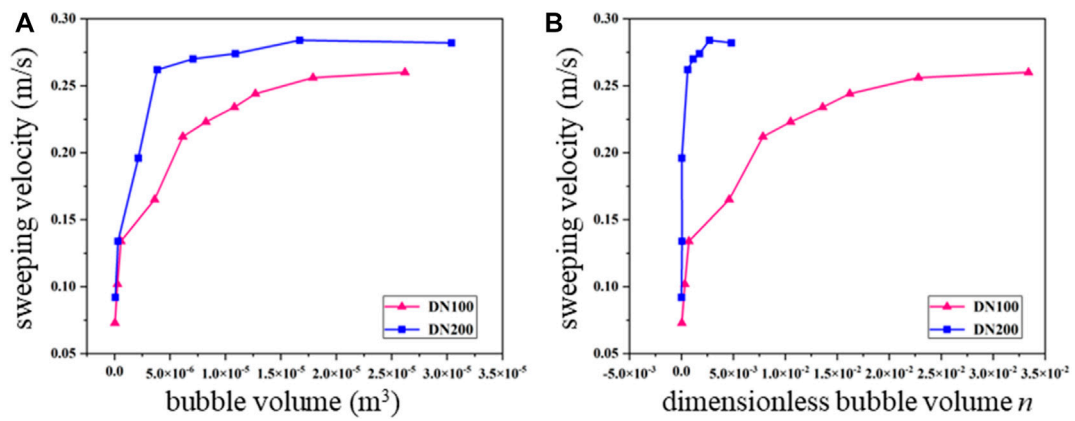 A
sweeping velocity (m/s)
0.30
0.25
0.20
0.15
0.10
0.05
DN100
DN200
0.0 5.0×10⁻⁶ 1.0×10⁻⁵ 1.5×10⁻⁵ 2.0×10⁻⁵ 2.5×10⁻⁵ 3.0×10⁻⁵ 3.5×10⁻⁵
bubble volume (m³)
B
sweeping velocity (m/s)
0.30
0.25
0.20
0.15
0.10
0.05
DN100
DN200
-5.0×10⁻³ 0.0 5.0×10⁻³ 1.0×10⁻² 1.5×10⁻² 2.0×10⁻² 2.5×10⁻² 3.0×10⁻² 3.5×10⁻²
dimensionless bubble volume n